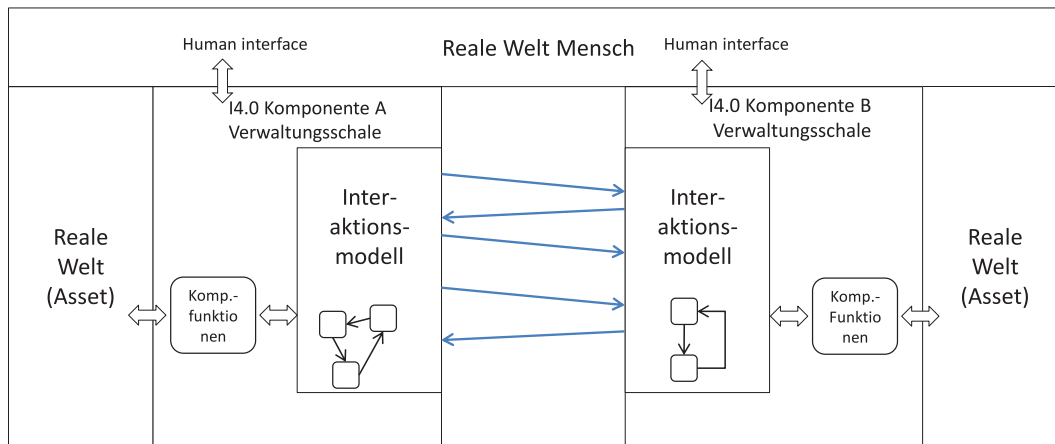 Human interface
Reale Welt Mensch
Human interface
I4.0 Komponente A
Verwaltungsschale
I4.0 Komponente B
Verwaltungsschale
Reale
Welt
(Asset)
Komp.-
funktio
nen
Inter-
aktions-
modell
Inter-
aktions-
modell
Komp.-
Funktio
nen
Reale
Welt
(Asset)